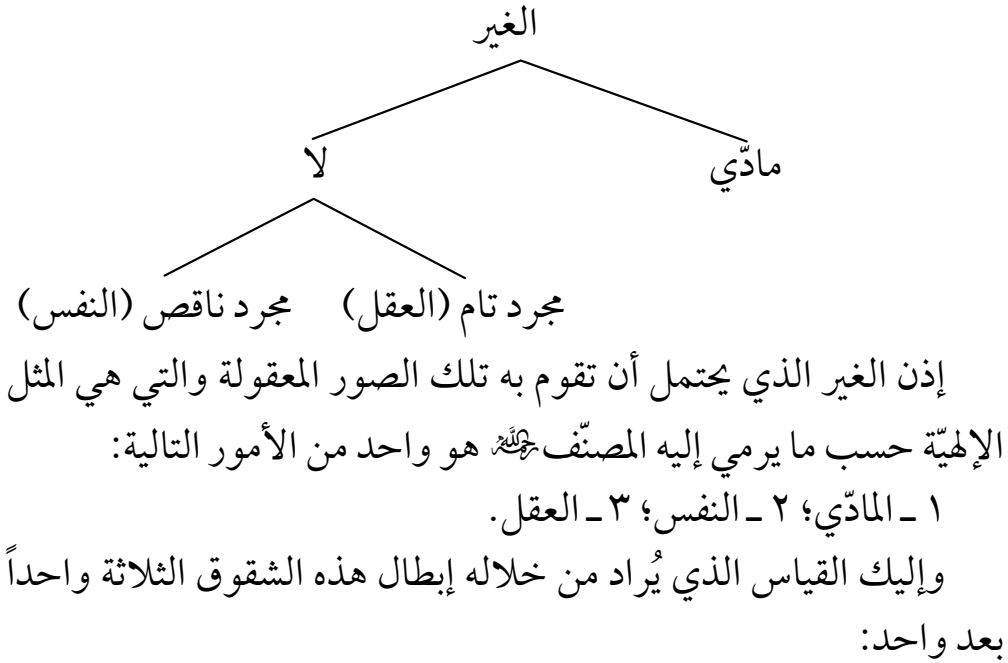 الغير
مادّي لا
مجرد تام (العقل) مجرد ناقص (النفس)
إذن الغير الذي يحتمل أن تقوم به تلك الصور المعقولة والتي هي المثل
الإلهيّة حسب ما يرمي إليه المصنّف رحمه الله هو واحد من الأمور التالية:
١ ـ المادّي؛ ٢ ـ النفس؛ ٣ ـ العقل.
وإليك القياس الذي يُراد من خلاله إبطال هذه الشقوق الثلاثة واحداً
بعد واحد: